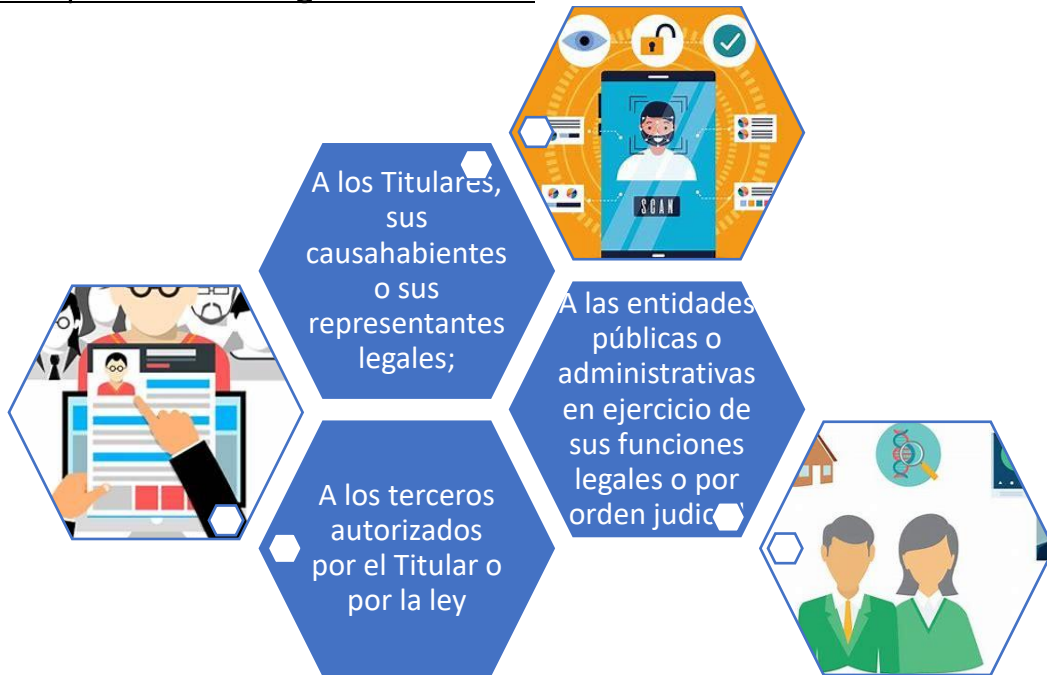 A los Titulares,
sus
causahabientes
o sus
representantes
legales;
A las entidades
públicas o
administrativas
en ejercicio de
sus funciones
legales o por
orden
A los terceros
autorizados
por el Titular o
por la ley
SCAN